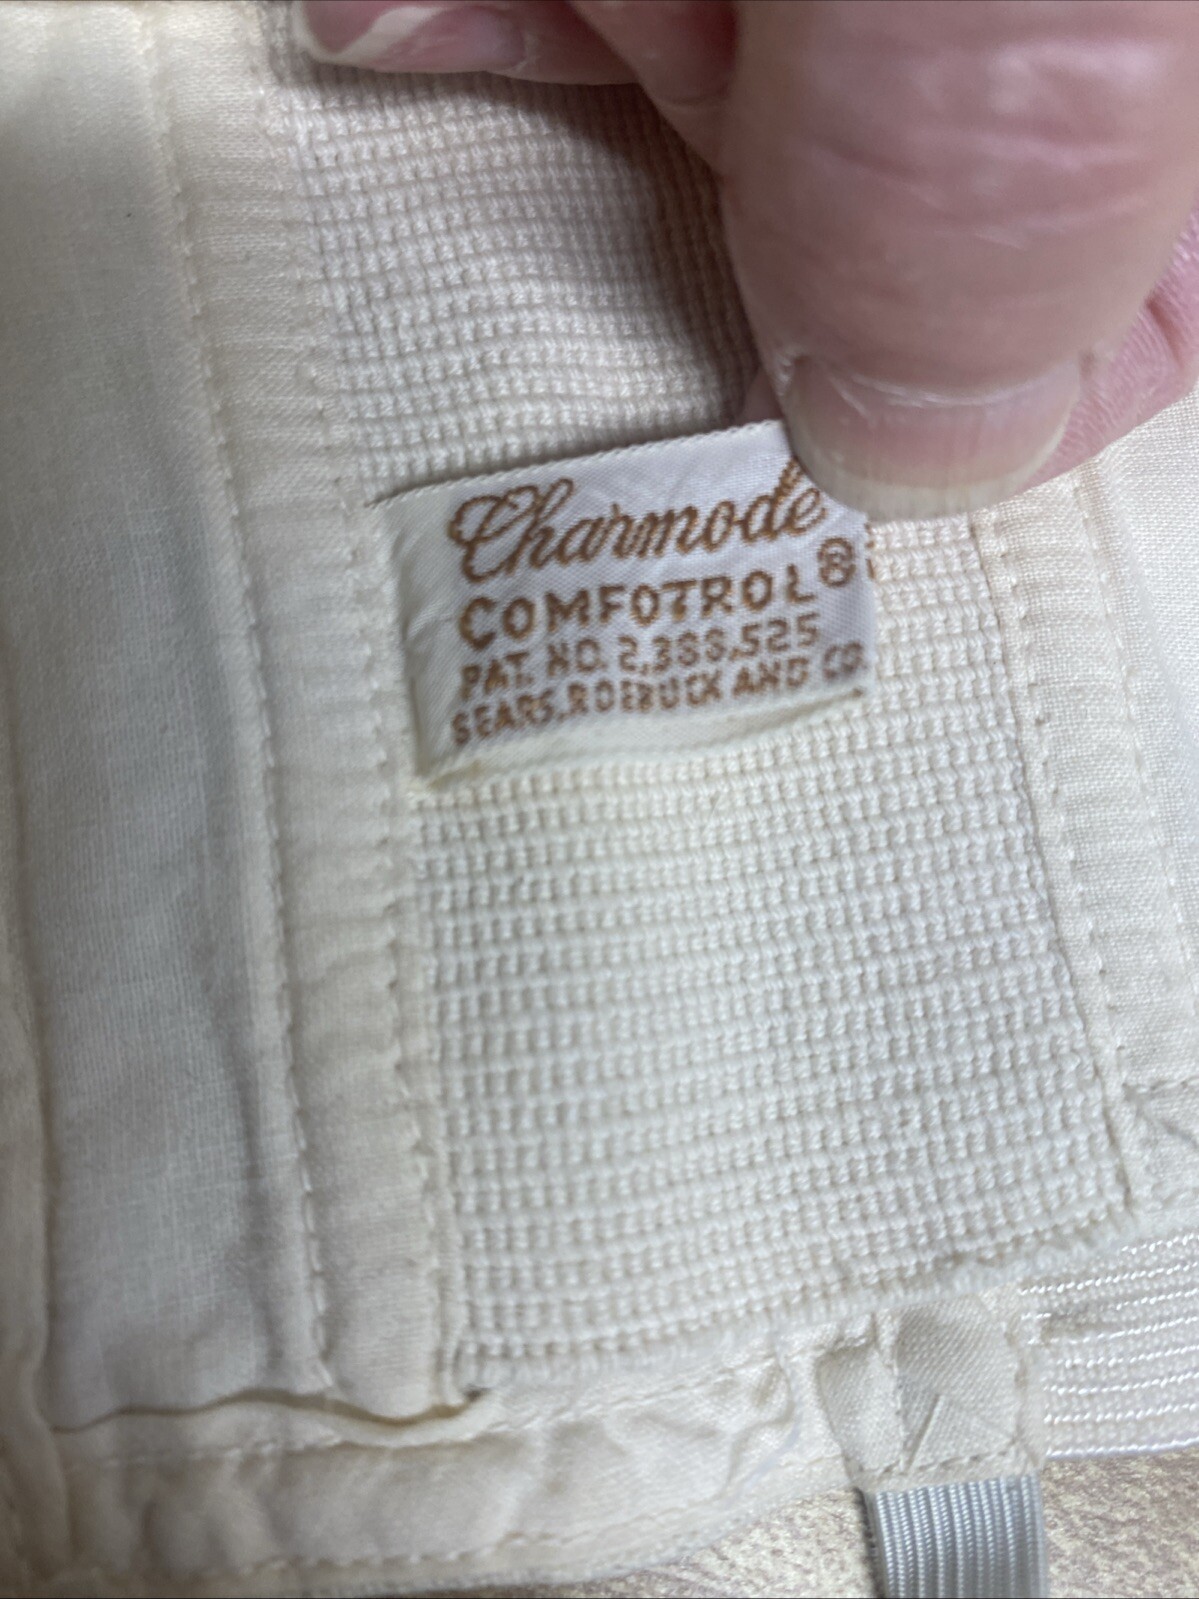 Charmode
COMFOTROL®
PAT. NO. 2,388,525
SEARS, ROEBUCK AND CO.